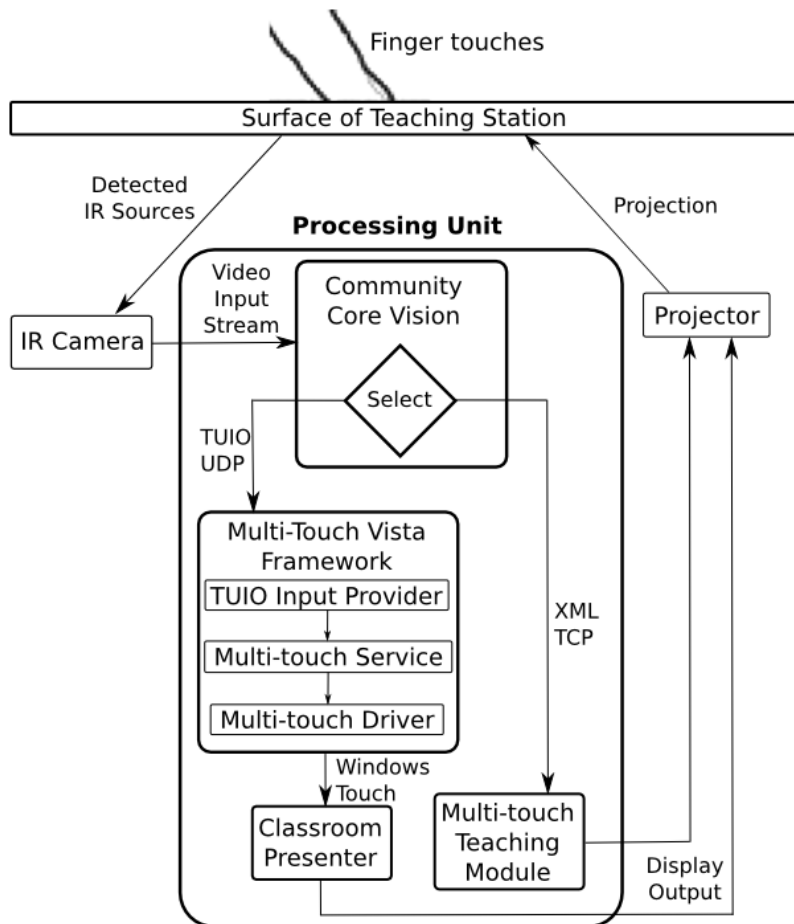 Finger touches
Surface of Teaching Station
Detected
IR Sources
Projection
Processing Unit
Video
Input
Stream
Community
Core Vision
IR Camera
Projector
Select
TUIO
UDP
Multi-Touch Vista
Framework
TUIO Input Provider
XML
TCP
Multi-touch Service
Multi-touch Driver
Windows
Touch
Classroom
Presenter
Multi-touch
Teaching
Module
Display
Output